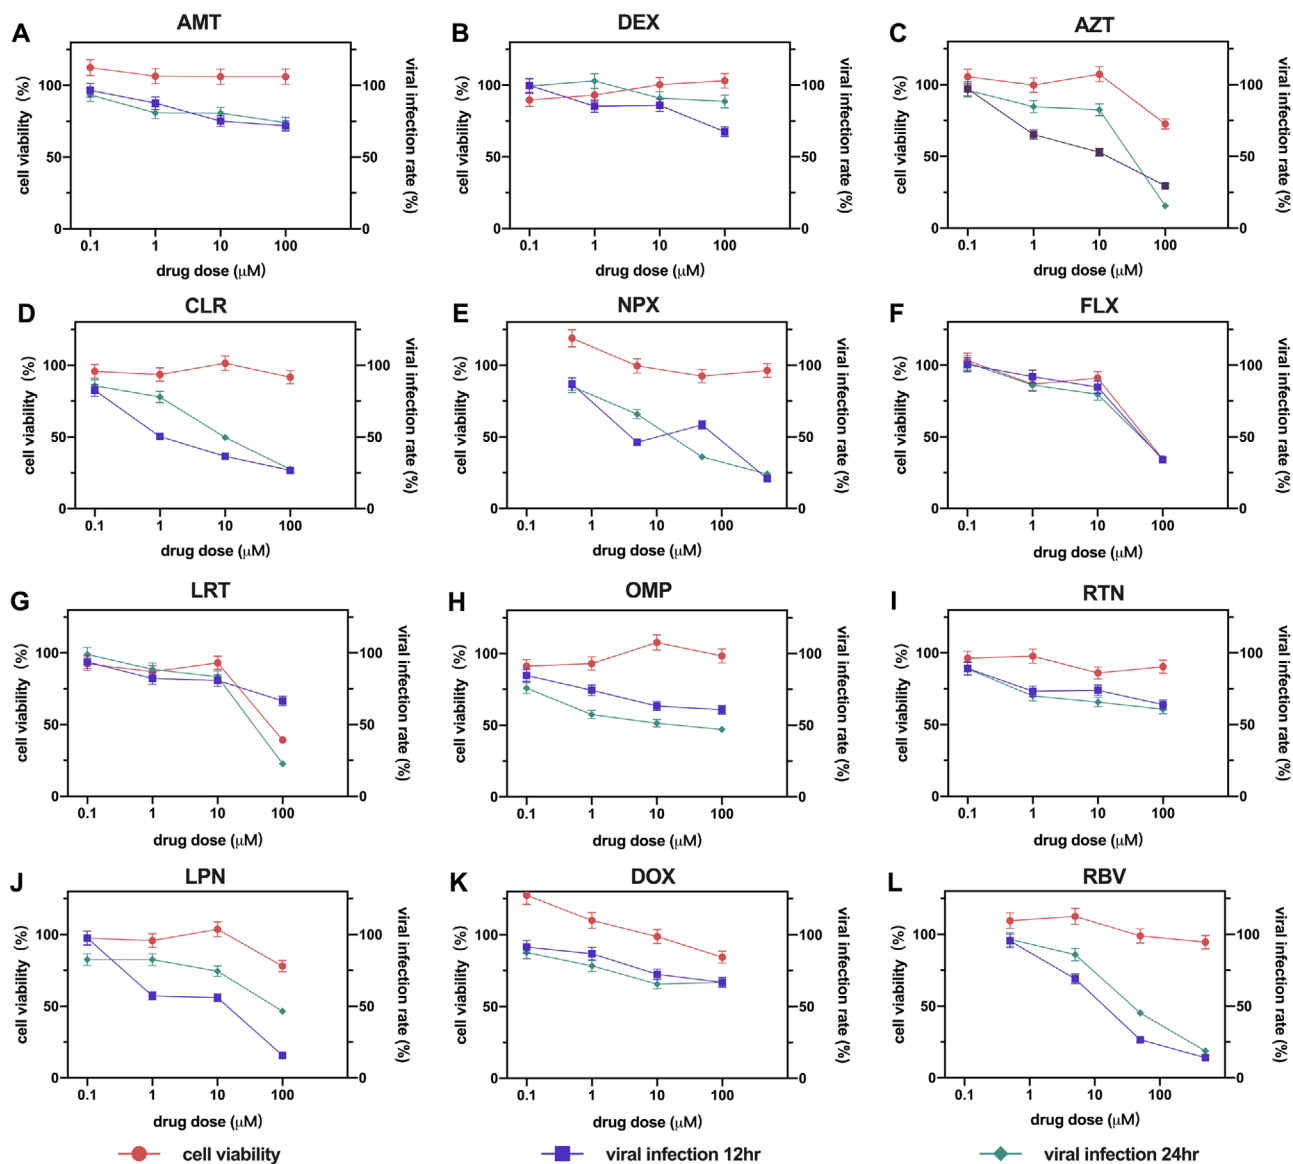 A
AMT
cell viability (%)
viral infection rate (%)
100
50
0
100
50
0
0.1 1 10 100
drug dose (μM)
B
DEX
cell viability (%)
viral infection rate (%)
100
50
0
100
50
0
0.1 1 10 100
drug dose (μM)
C
AZT
cell viability (%)
viral infection rate (%)
100
50
0
100
50
0
0.1 1 10 100
drug dose (μM)
D
CLR
cell viability (%)
viral infection rate (%)
100
50
0
100
50
0
0.1 1 10 100
drug dose (μM)
E
NPX
cell viability (%)
viral infection rate (%)
100
50
0
100
50
0
0.1 1 10 100
drug dose (μM)
F
FLX
cell viability (%)
viral infection rate (%)
100
50
0
100
50
0
0.1 1 10 100
drug dose (μM)
G
LRT
cell viability (%)
viral infection rate (%)
100
50
0
100
50
0
0.1 1 10 100
drug dose (μM)
H
OMP
cell viability (%)
viral infection rate (%)
100
50
0
100
50
0
0.1 1 10 100
drug dose (μM)
I
RTN
cell viability (%)
viral infection rate (%)
100
50
0
100
50
0
0.1 1 10 100
drug dose (μM)
J
LPN
cell viability (%)
viral infection rate (%)
100
50
0
100
50
0
0.1 1 10 100
drug dose (μM)
K
DOX
cell viability (%)
viral infection rate (%)
100
50
0
100
50
0
0.1 1 10 100
drug dose (μM)
L
RBV
cell viability (%)
viral infection rate (%)
100
50
0
100
50
0
0.1 1 10 100
drug dose (μM)
cell viability
viral infection 12hr
viral infection 24hr